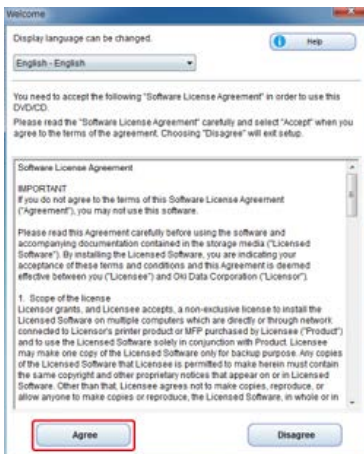 Welcome
Display language can be changed.
Help
English - English
You need to accept the following "Software License Agreement" in order to use this
DVD/CD.
Please read the "Software License Agreement" carefully and select "Accept" when you
agree to the terms of the agreement. Choosing "Disagree" will exit setup.
Software License Agreement
IMPORTANT
If you do not agree to the terms of this Software License Agreement
("Agreement"), you may not use this software.
Please read this Agreement carefully before using the software and
accompanying documentation contained in the storage media ("Licensed
Software"). By installing the Licensed Software, you are indicating your
acceptance of these terms and conditions and this Agreement is deemed
effective between you ("Licensee") and Oki Data Corporation ("Licensor").
1. Scope of the license
Licensor grants, and Licensee accepts, a non-exclusive license to install the
Licensed Software on multiple computers which are directly or through network
connected to Licensor's printer product or MFP purchased by Licensee ("Product")
and to use the Licensed Software solely in conjunction with Product. Licensee
may make one copy of the Licensed Software only for backup purpose. Any copies
of the Licensed Software that Licensee is permitted to make herein must contain
the same copyright and other proprietary notices that appear on or in Licensed
Software. Other than that, Licensee agrees not to make copies, reproduce, or
allow anyone to make copies or reproduce, the Licensed Software, in whole or in
Agree
Disagree